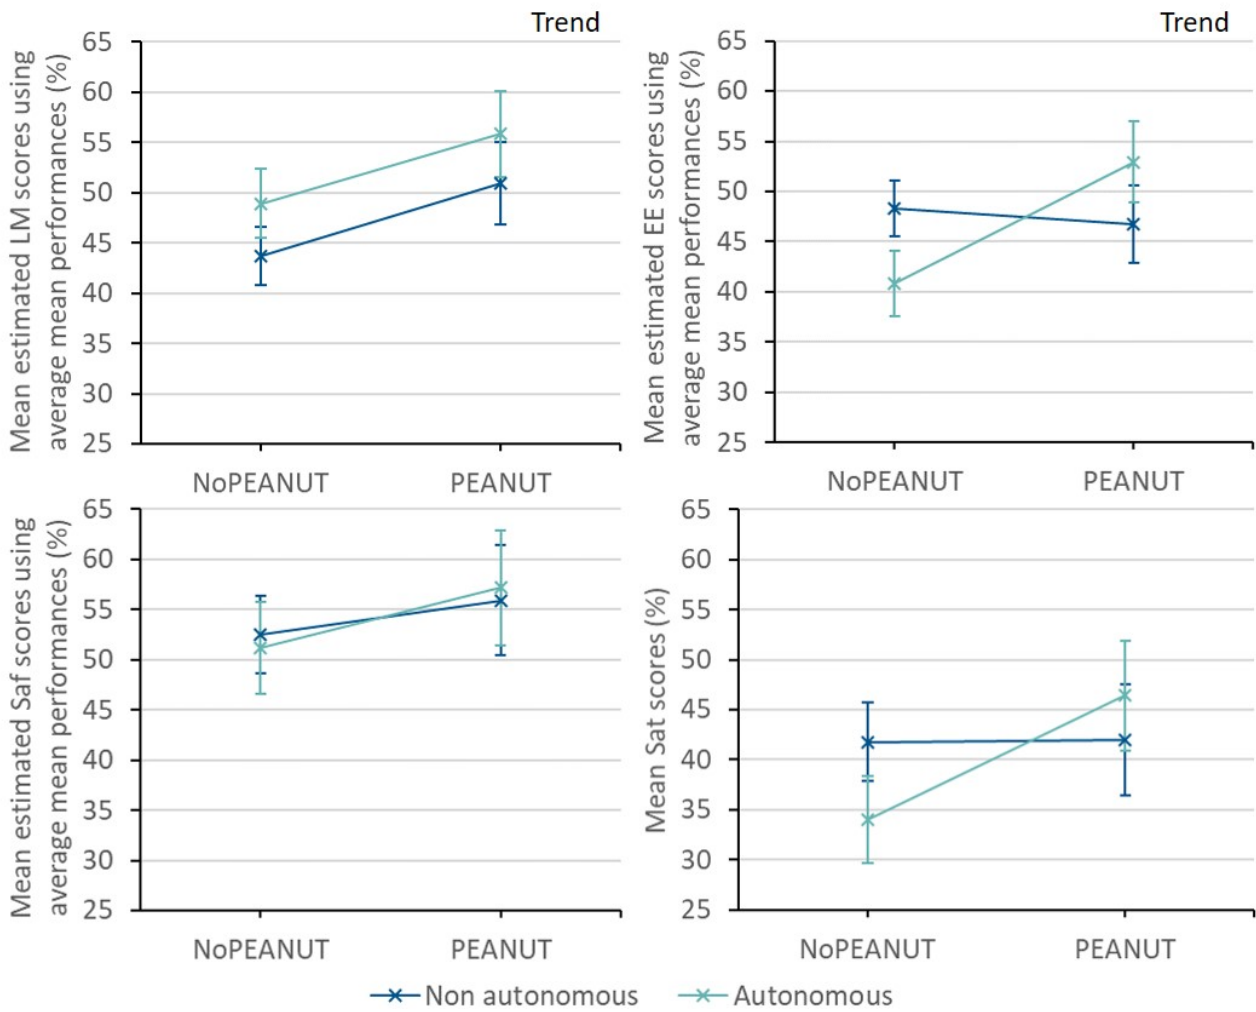 Trend
Mean estimated LM scores using
average mean performances (%)
65
60
55
50
45
40
35
30
25
NoPEANUT PEANUT
Trend
Mean estimated EE scores using
average mean performances (%)
65
60
55
50
45
40
35
30
25
NoPEANUT PEANUT
Mean estimated Saf scores using
average mean performances (%)
65
60
55
50
45
40
35
30
25
NoPEANUT PEANUT
Mean Sat scores (%)
65
60
55
50
45
40
35
30
25
NoPEANUT PEANUT
Non autonomous Autonomous